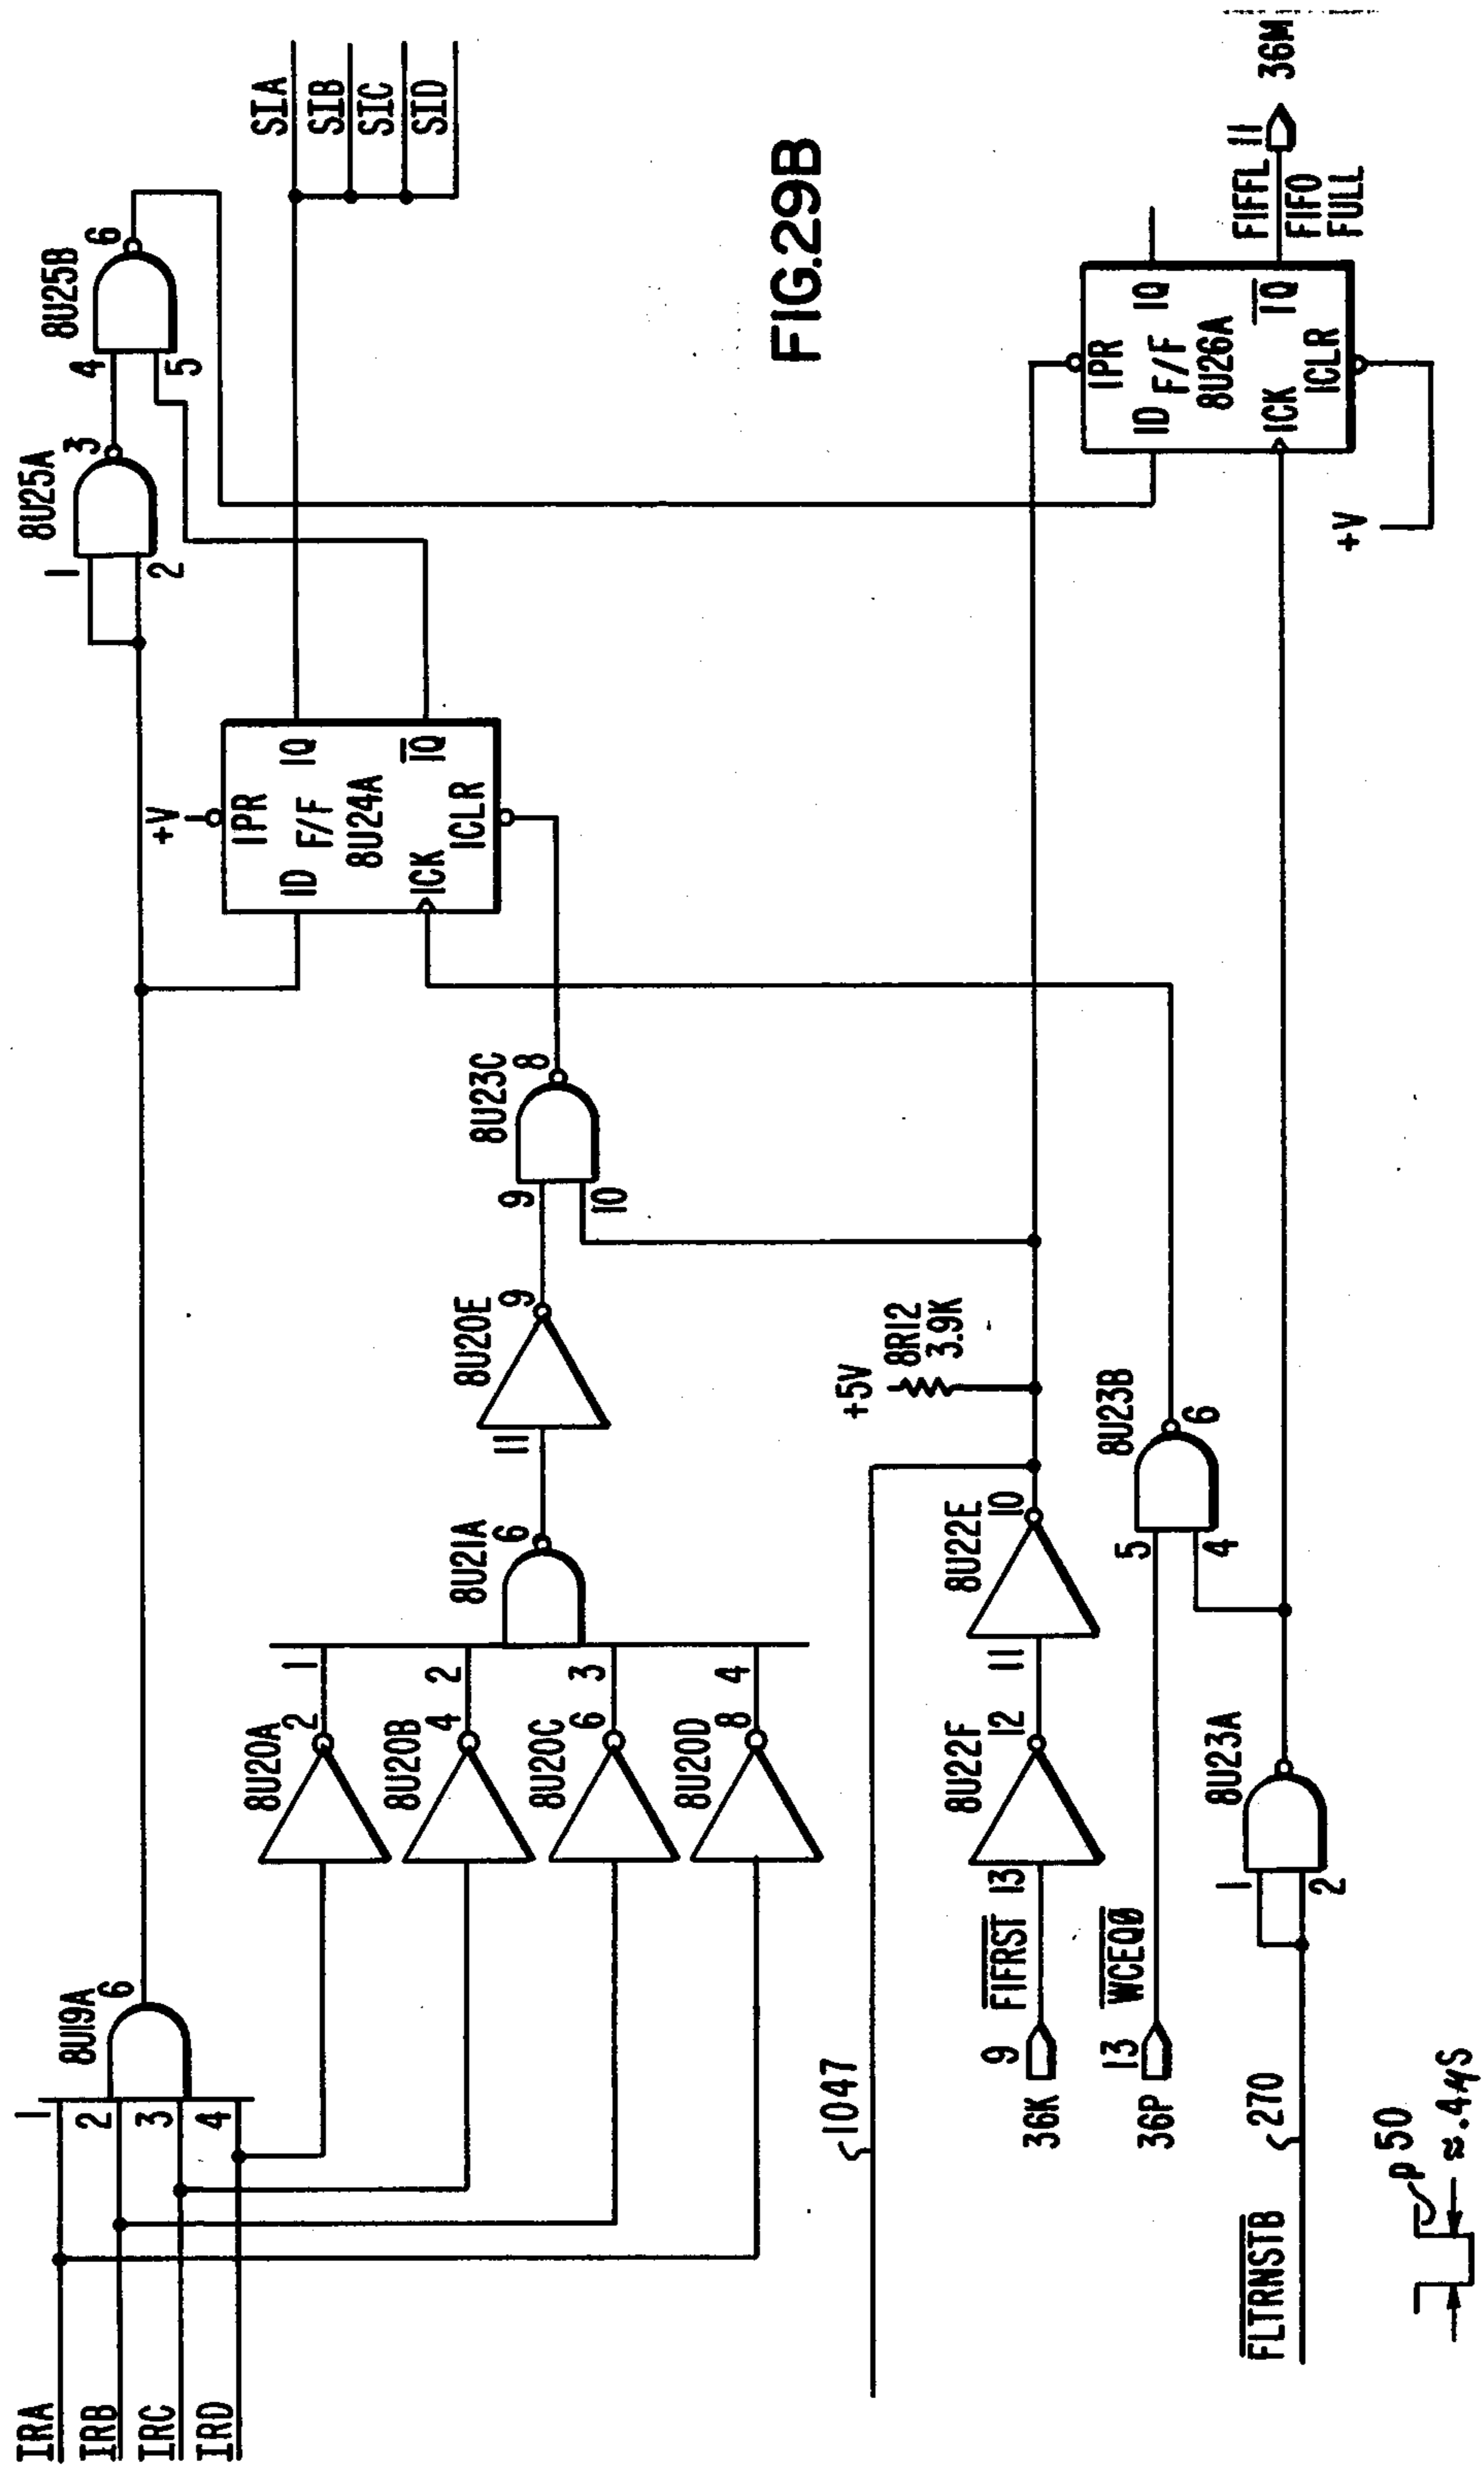 FIG.29B
IRA
IRB
IRC
IRD
1
2
3
4
8U19A
6
8U20A
2
1
8U20B
4
2
8U20C
6
3
8U20D
8
4
8U21A
6
11
8U20E
9
9
10
8U23C
8
+V
1PR
1D
1Q
F/F
8U24A
1CK
1Q
1CLR
1
2
8U25A
3
4
5
8U25B
6
SIA
SIB
SIC
SID
1047
36K
9
FIFRST
13
8U22F
12
11
8U22E
10
+5V
8R12
3.9K
36P
13
WCEQØ
5
4
8U23B
6
FLTRNSTB
270
1
2
8U23A
p50
≈.4µS
1PR
1D
1Q
F/F
8U26A
1CK
1Q
1CLR
+V
FIFFL
FIFO
FULL
11
36M